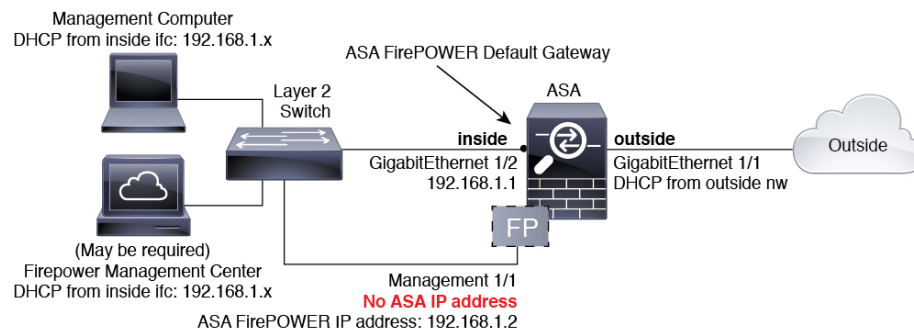 Management Computer
DHCP from inside ifc: 192.168.1.x
ASA FirePOWER Default Gateway
Layer 2
Switch
ASA
inside
GigabitEthernet 1/2
192.168.1.1
outside
GigabitEthernet 1/1
DHCP from outside nw
Outside
FP
(May be required)
Firepower Management Center
DHCP from inside ifc: 192.168.1.x
Management 1/1
No ASA IP address
ASA FirePOWER IP address: 192.168.1.2